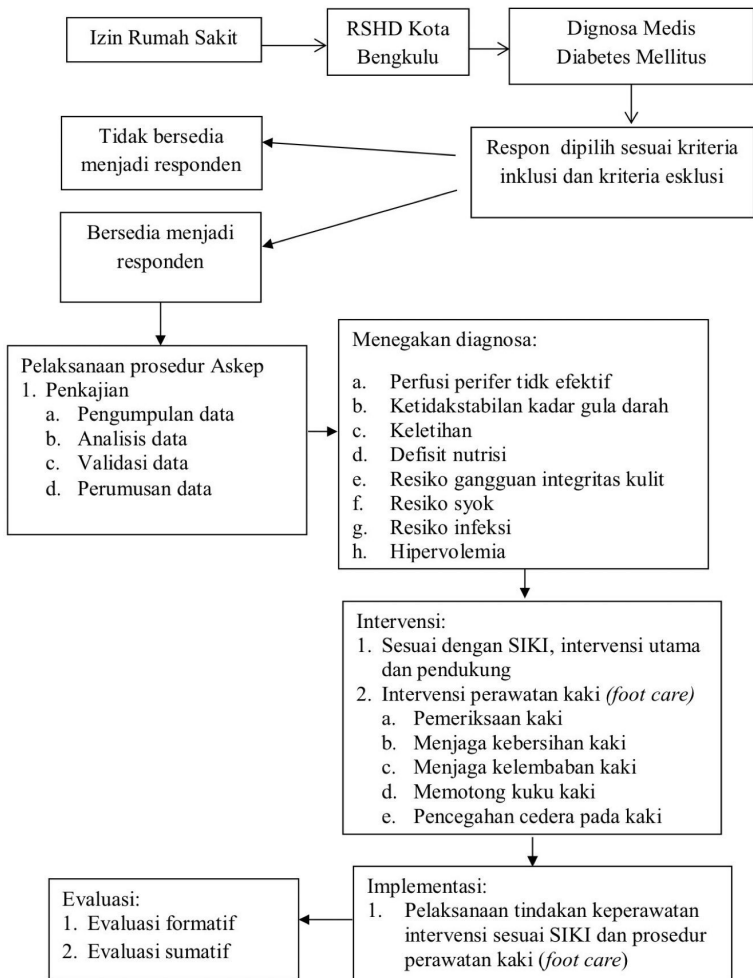 Izin Rumah Sakit
RSHD Kota
Bengkulu
Dignosa Medis
Diabetes Mellitus
Tidak bersedia
menjadi responden
Respon dipilih sesuai kriteria
inklusi dan kriteria esklusi
Bersedia menjadi
responden
Pelaksanaan prosedur Askep
1. Penkajian
a. Pengumpulan data
b. Analisis data
c. Validasi data
d. Perumusan data
Menegakan diagnosa:
a. Perfusi perifer tidk efektif
b. Ketidakstabilan kadar gula darah
c. Keletihan
d. Defisit nutrisi
e. Resiko gangguan integritas kulit
f. Resiko syok
g. Resiko infeksi
h. Hipervolemia
Intervensi:
1. Sesuai dengan SIKI, intervensi utama
dan pendukung
2. Intervensi perawatan kaki (foot care)
a. Pemeriksaan kaki
b. Menjaga kebersihan kaki
c. Menjaga kelembaban kaki
d. Memotong kuku kaki
e. Pencegahan cedera pada kaki
Implementasi:
1. Pelaksanaan tindakan keperawatan
intervensi sesuai SIKI dan prosedur
perawatan kaki (foot care)
Evaluasi:
1. Evaluasi formatif
2. Evaluasi sumatif